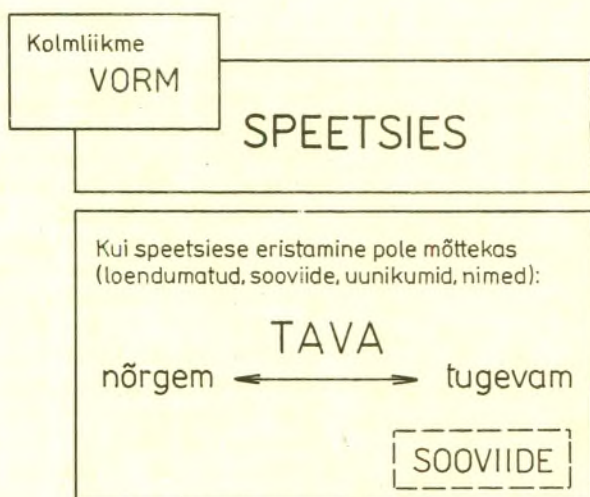 Kolmliikme
VORM
SPEETSIES
Kui speetsiese eristamine pole mõttekas
(loendumatud, sooviide, uunikumid, nimed):
TAVA
nõrgem tugevam
SOOVIIDE